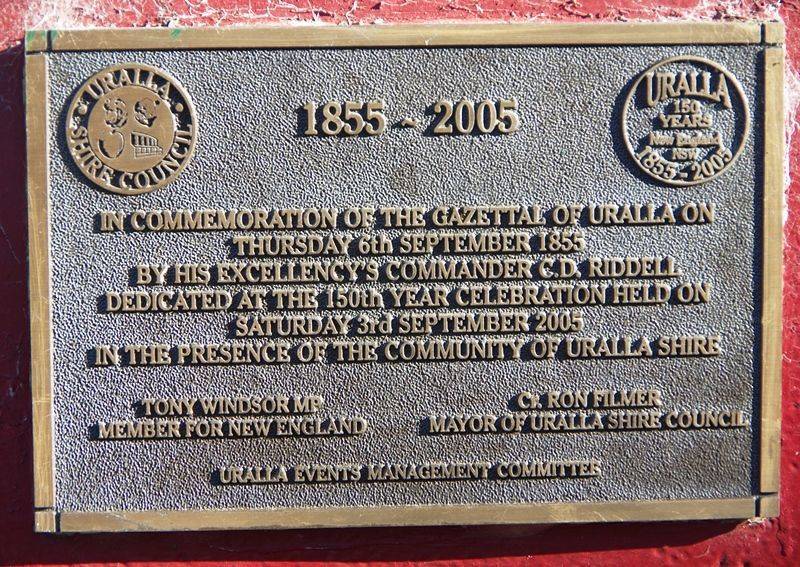 URALLA
SHIRE COUNCIL
1855 ~ 2005
URALLA
150
YEARS
New England
NSW
1855-2005
IN COMMEMORATION OF THE GAZETTAL OF URALLA ON
THURSDAY 6th SEPTEMBER 1855
BY HIS EXCELLENCY'S COMMANDER C.D. RIDDELL
DEDICATED AT THE 150th YEAR CELEBRATION HELD ON
SATURDAY 3rd SEPTEMBER 2005
IN THE PRESENCE OF THE COMMUNITY OF URALLA SHIRE
TONY WINDSOR MP
MEMBER FOR NEW ENGLAND
Cr. RON FILMER
MAYOR OF URALLA SHIRE COUNCIL
URALLA EVENTS MANAGEMENT COMMITTEE